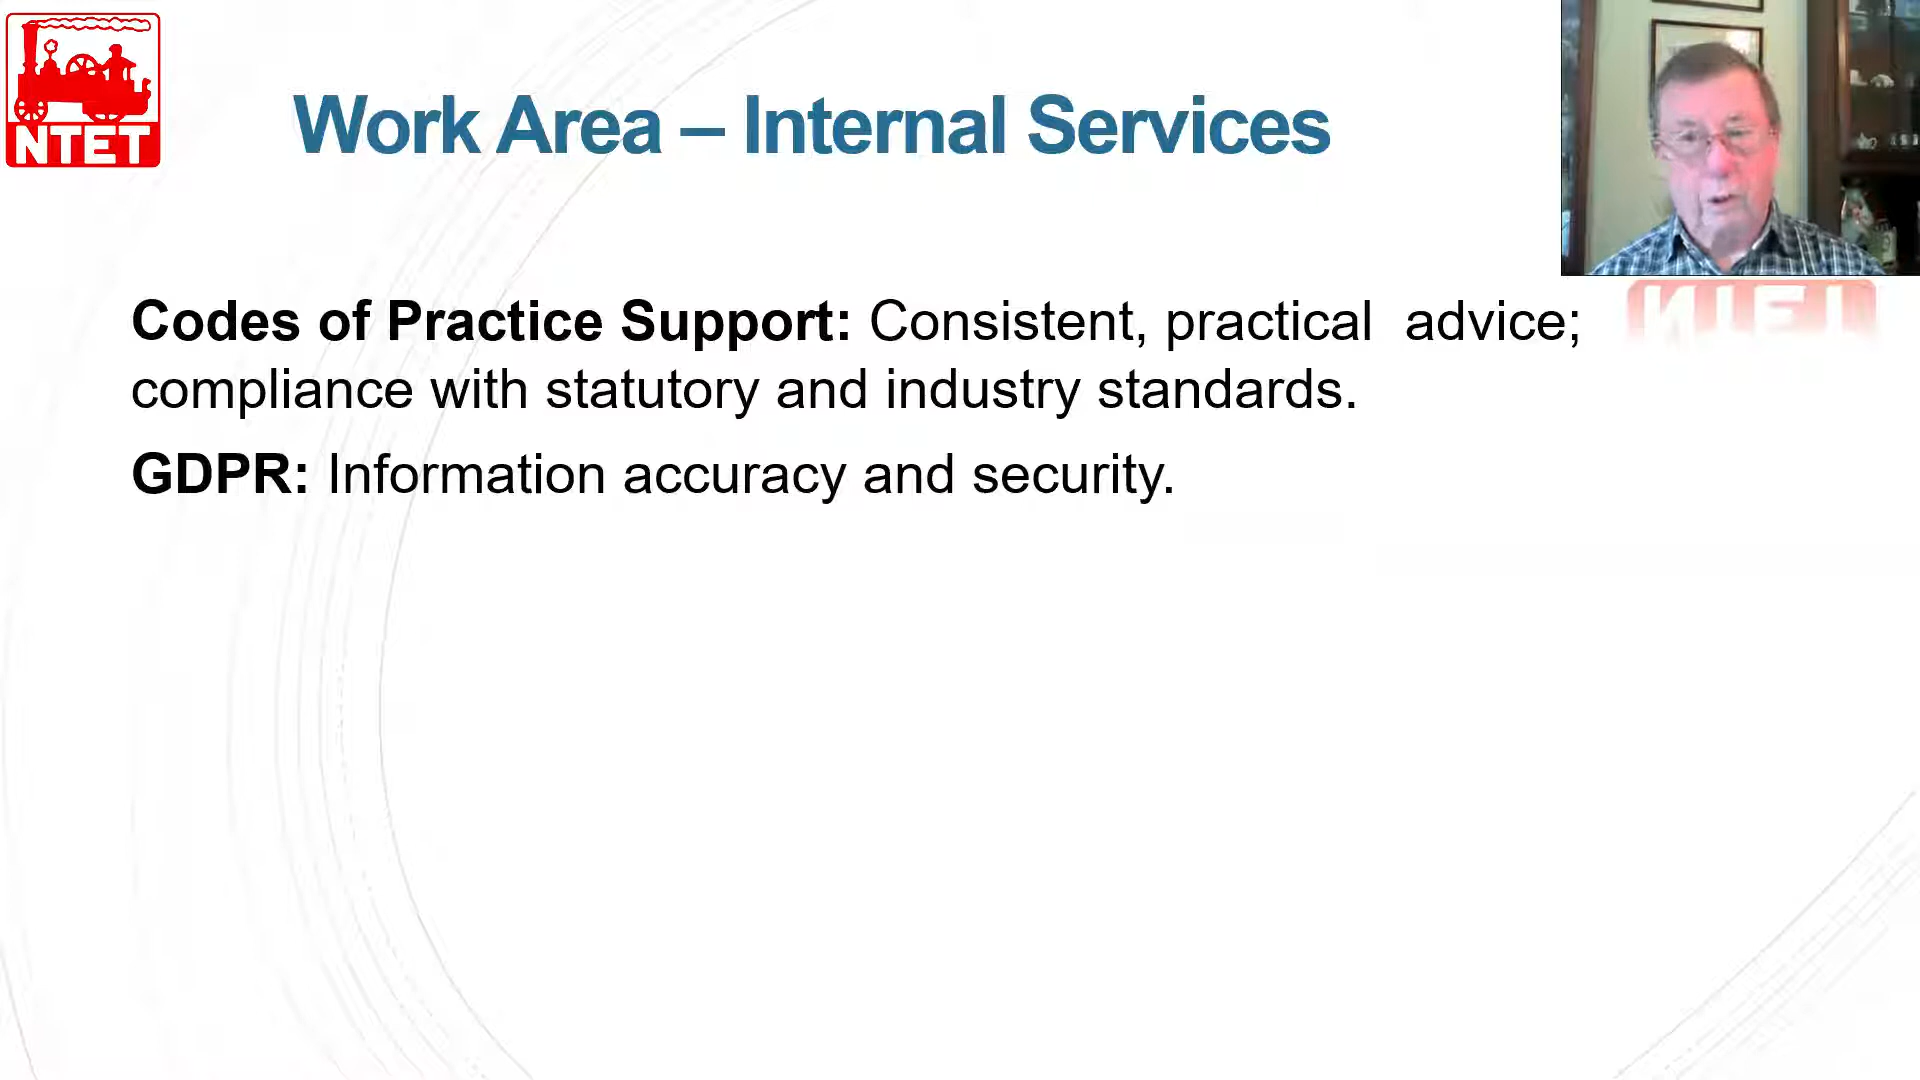 NTET
Work Area – Internal Services
Codes of Practice Support: Consistent, practical  advice;
compliance with statutory and industry standards.
GDPR: Information accuracy and security.
NTET